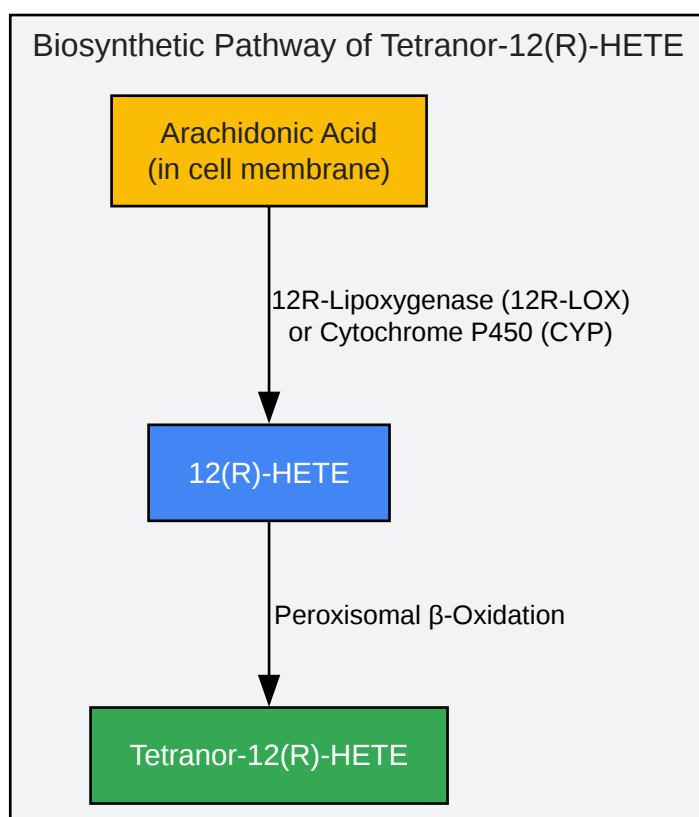 Biosynthetic Pathway of Tetranor-12(R)-HETE
Arachidonic Acid
(in cell membrane)
12R-Lipoxygenase (12R-LOX)
or Cytochrome P450 (CYP)
12(R)-HETE
Peroxisomal β-Oxidation
Tetranor-12(R)-HETE